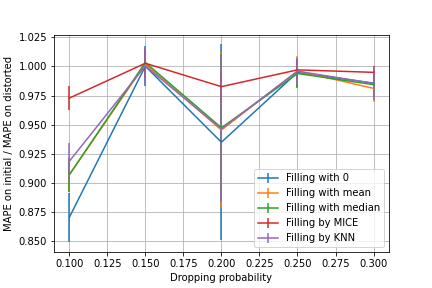 1.025
1.000
0.975
0.950
0.925
0.900
0.875
0.850
MAPE on initial / MAPE on distorted
Filling with 0
Filling with mean
Filling with median
Filling by MICE
Filling by KNN
0.100 0.125 0.150 0.175 0.200 0.225 0.250 0.275 0.300
Dropping probability